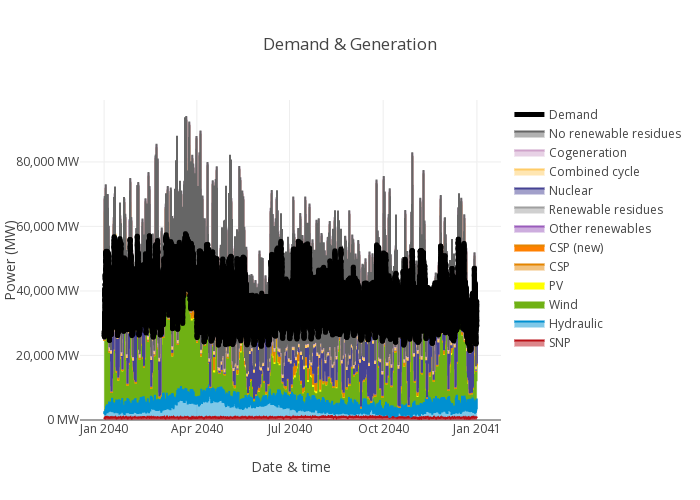 Demand & Generation
Power (MW)
80,000 MW
60,000 MW
40,000 MW
20,000 MW
0 MW
Jan 2040
Apr 2040
Jul 2040
Oct 2040
Jan 2041
Date & time
Demand
No renewable residues
Cogeneration
Combined cycle
Nuclear
Renewable residues
Other renewables
CSP (new)
CSP
PV
Wind
Hydraulic
SNP